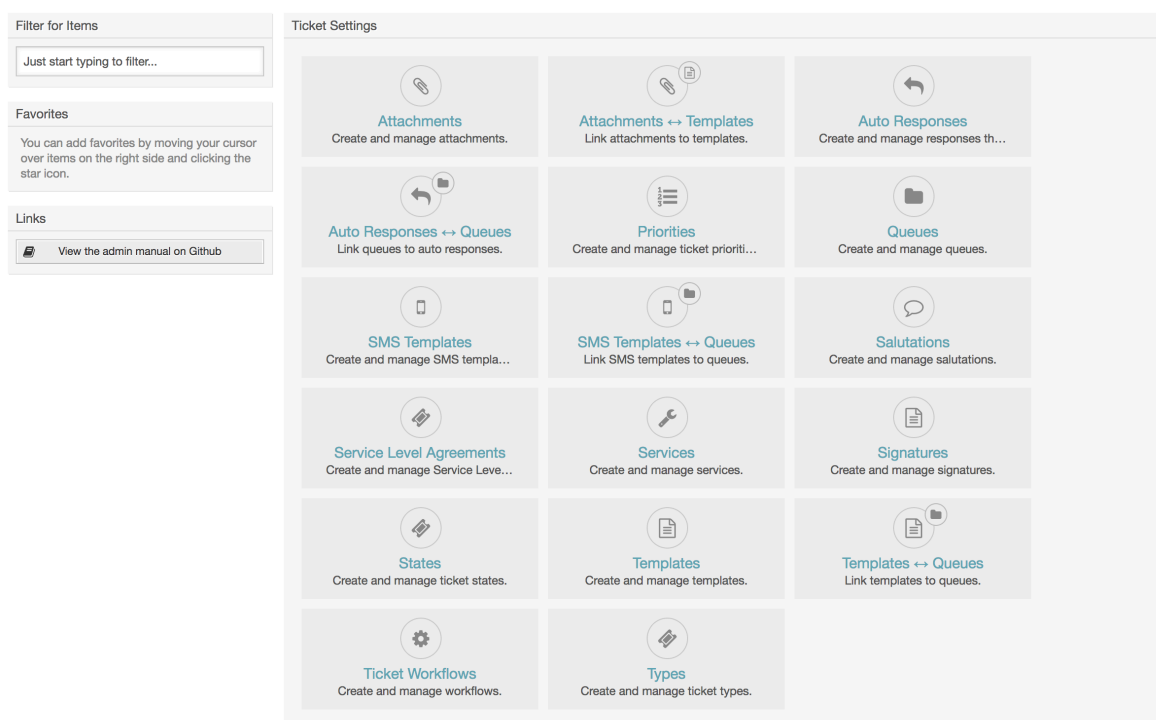 Filter for Items
Just start typing to filter...
Favorites
You can add favorites by moving your cursor
over items on the right side and clicking the
star icon.
Links
View the admin manual on Github
Ticket Settings
Attachments
Create and manage attachments.
Attachments ↔ Templates
Link attachments to templates.
Auto Responses
Create and manage responses th…
Auto Responses ↔ Queues
Link queues to auto responses.
Priorities
Create and manage ticket prioriti…
Queues
Create and manage queues.
SMS Templates
Create and manage SMS templa…
SMS Templates ↔ Queues
Link SMS templates to queues.
Salutations
Create and manage salutations.
Service Level Agreements
Create and manage Service Leve…
Services
Create and manage services.
Signatures
Create and manage signatures.
States
Create and manage ticket states.
Templates
Create and manage templates.
Templates ↔ Queues
Link templates to queues.
Ticket Workflows
Create and manage workflows.
Types
Create and manage ticket types.